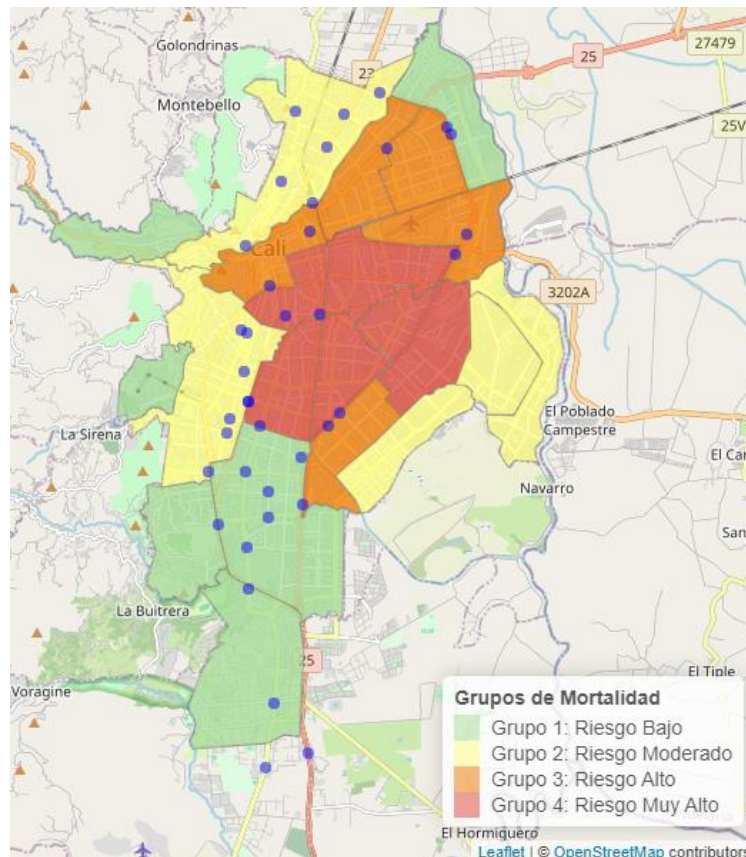 Golondrinas
23
25
27479
Montebello
25V
Cali
3202A
El Poblado
Campestre
La Sirena
El Car
Navarro
San
La Buitrera
25
El Tiple
Voragine
Grupos de Mortalidad
Grupo 1: Riesgo Bajo
Grupo 2: Riesgo Moderado
Grupo 3: Riesgo Alto
Grupo 4: Riesgo Muy Alto
El Hormiguero
Leaflet | © OpenStreetMap contributors